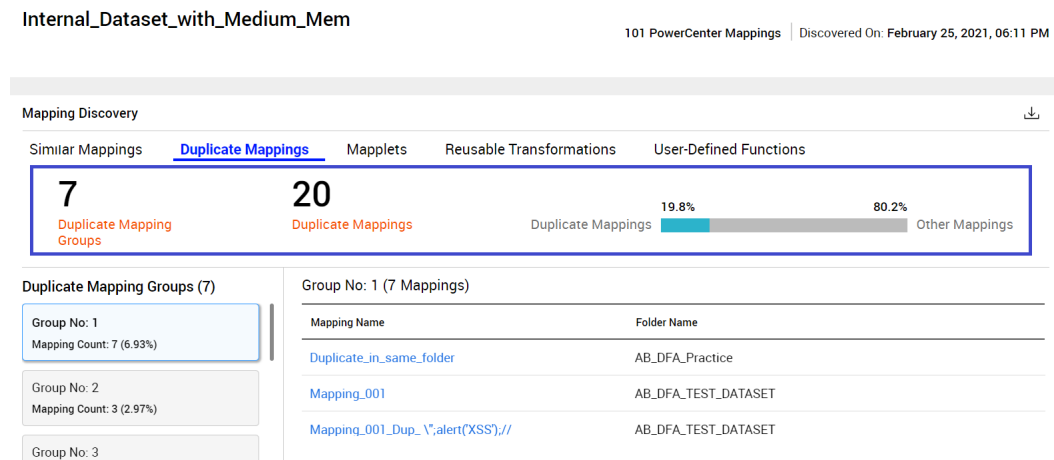 Internal_Dataset_with_Medium_Mem
101 PowerCenter Mappings Discovered On: February 25, 2021, 06:11 PM
Mapping Discovery
Similar Mappings Duplicate Mappings Mapplets Reusable Transformations User-Defined Functions
7 20
19.8% 80.2%
Duplicate Mapping Duplicate Mappings Duplicate Mappings Other Mappings
Groups
Duplicate Mapping Groups (7) Group No: 1 (7 Mappings)
Group No: 1 Mapping Name Folder Name
Mapping Count: 7 (6.93%)
Duplicate_in_same_folder AB_DFA_Practice
Group No: 2
Mapping_001 AB_DFA_TEST_DATASET
Mapping Count: 3 (2.97%)
Mapping_001_Dup_ \";alert('XSS');// AB_DFA_TEST_DATASET
Group No: 3